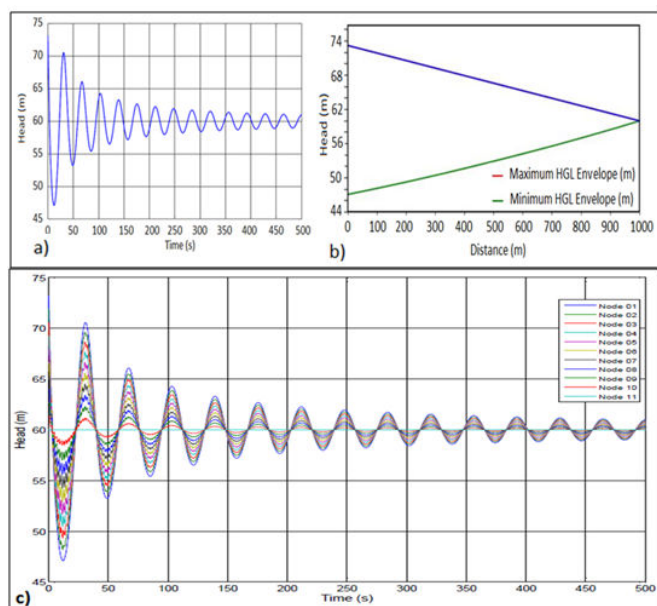 75
70
65
60
55
50
45
Head (m)
0 50 100 150 200 250 300 350 400 450 500
Time (s)
a)
74
68
62
56
50
44
Head (m)
Maximum HGL Envelope (m)
Minimum HGL Envelope (m)
0 100 200 300 400 500 600 700 800 900 1000
Distance (m)
b)
75
70
65
60
55
50
45
Head (m)
Node 01
Node 02
Node 03
Node 04
Node 05
Node 06
Node 07
Node 08
Node 09
Node 10
Node 11
0 50 100 150 200 250 300 350 400 450 500
Time (s)
c)